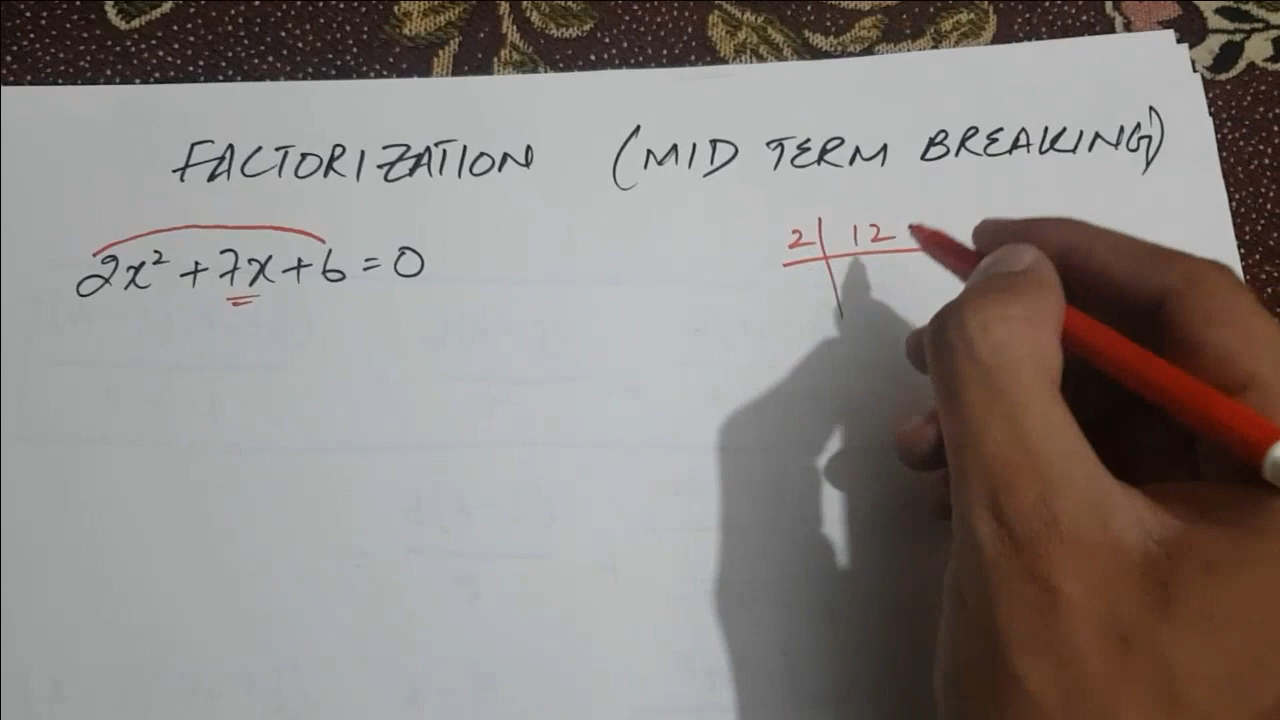 FACTORIZATION (MID TERM BREAKING)
2x² + 7x + 6 = 0
2 | 12